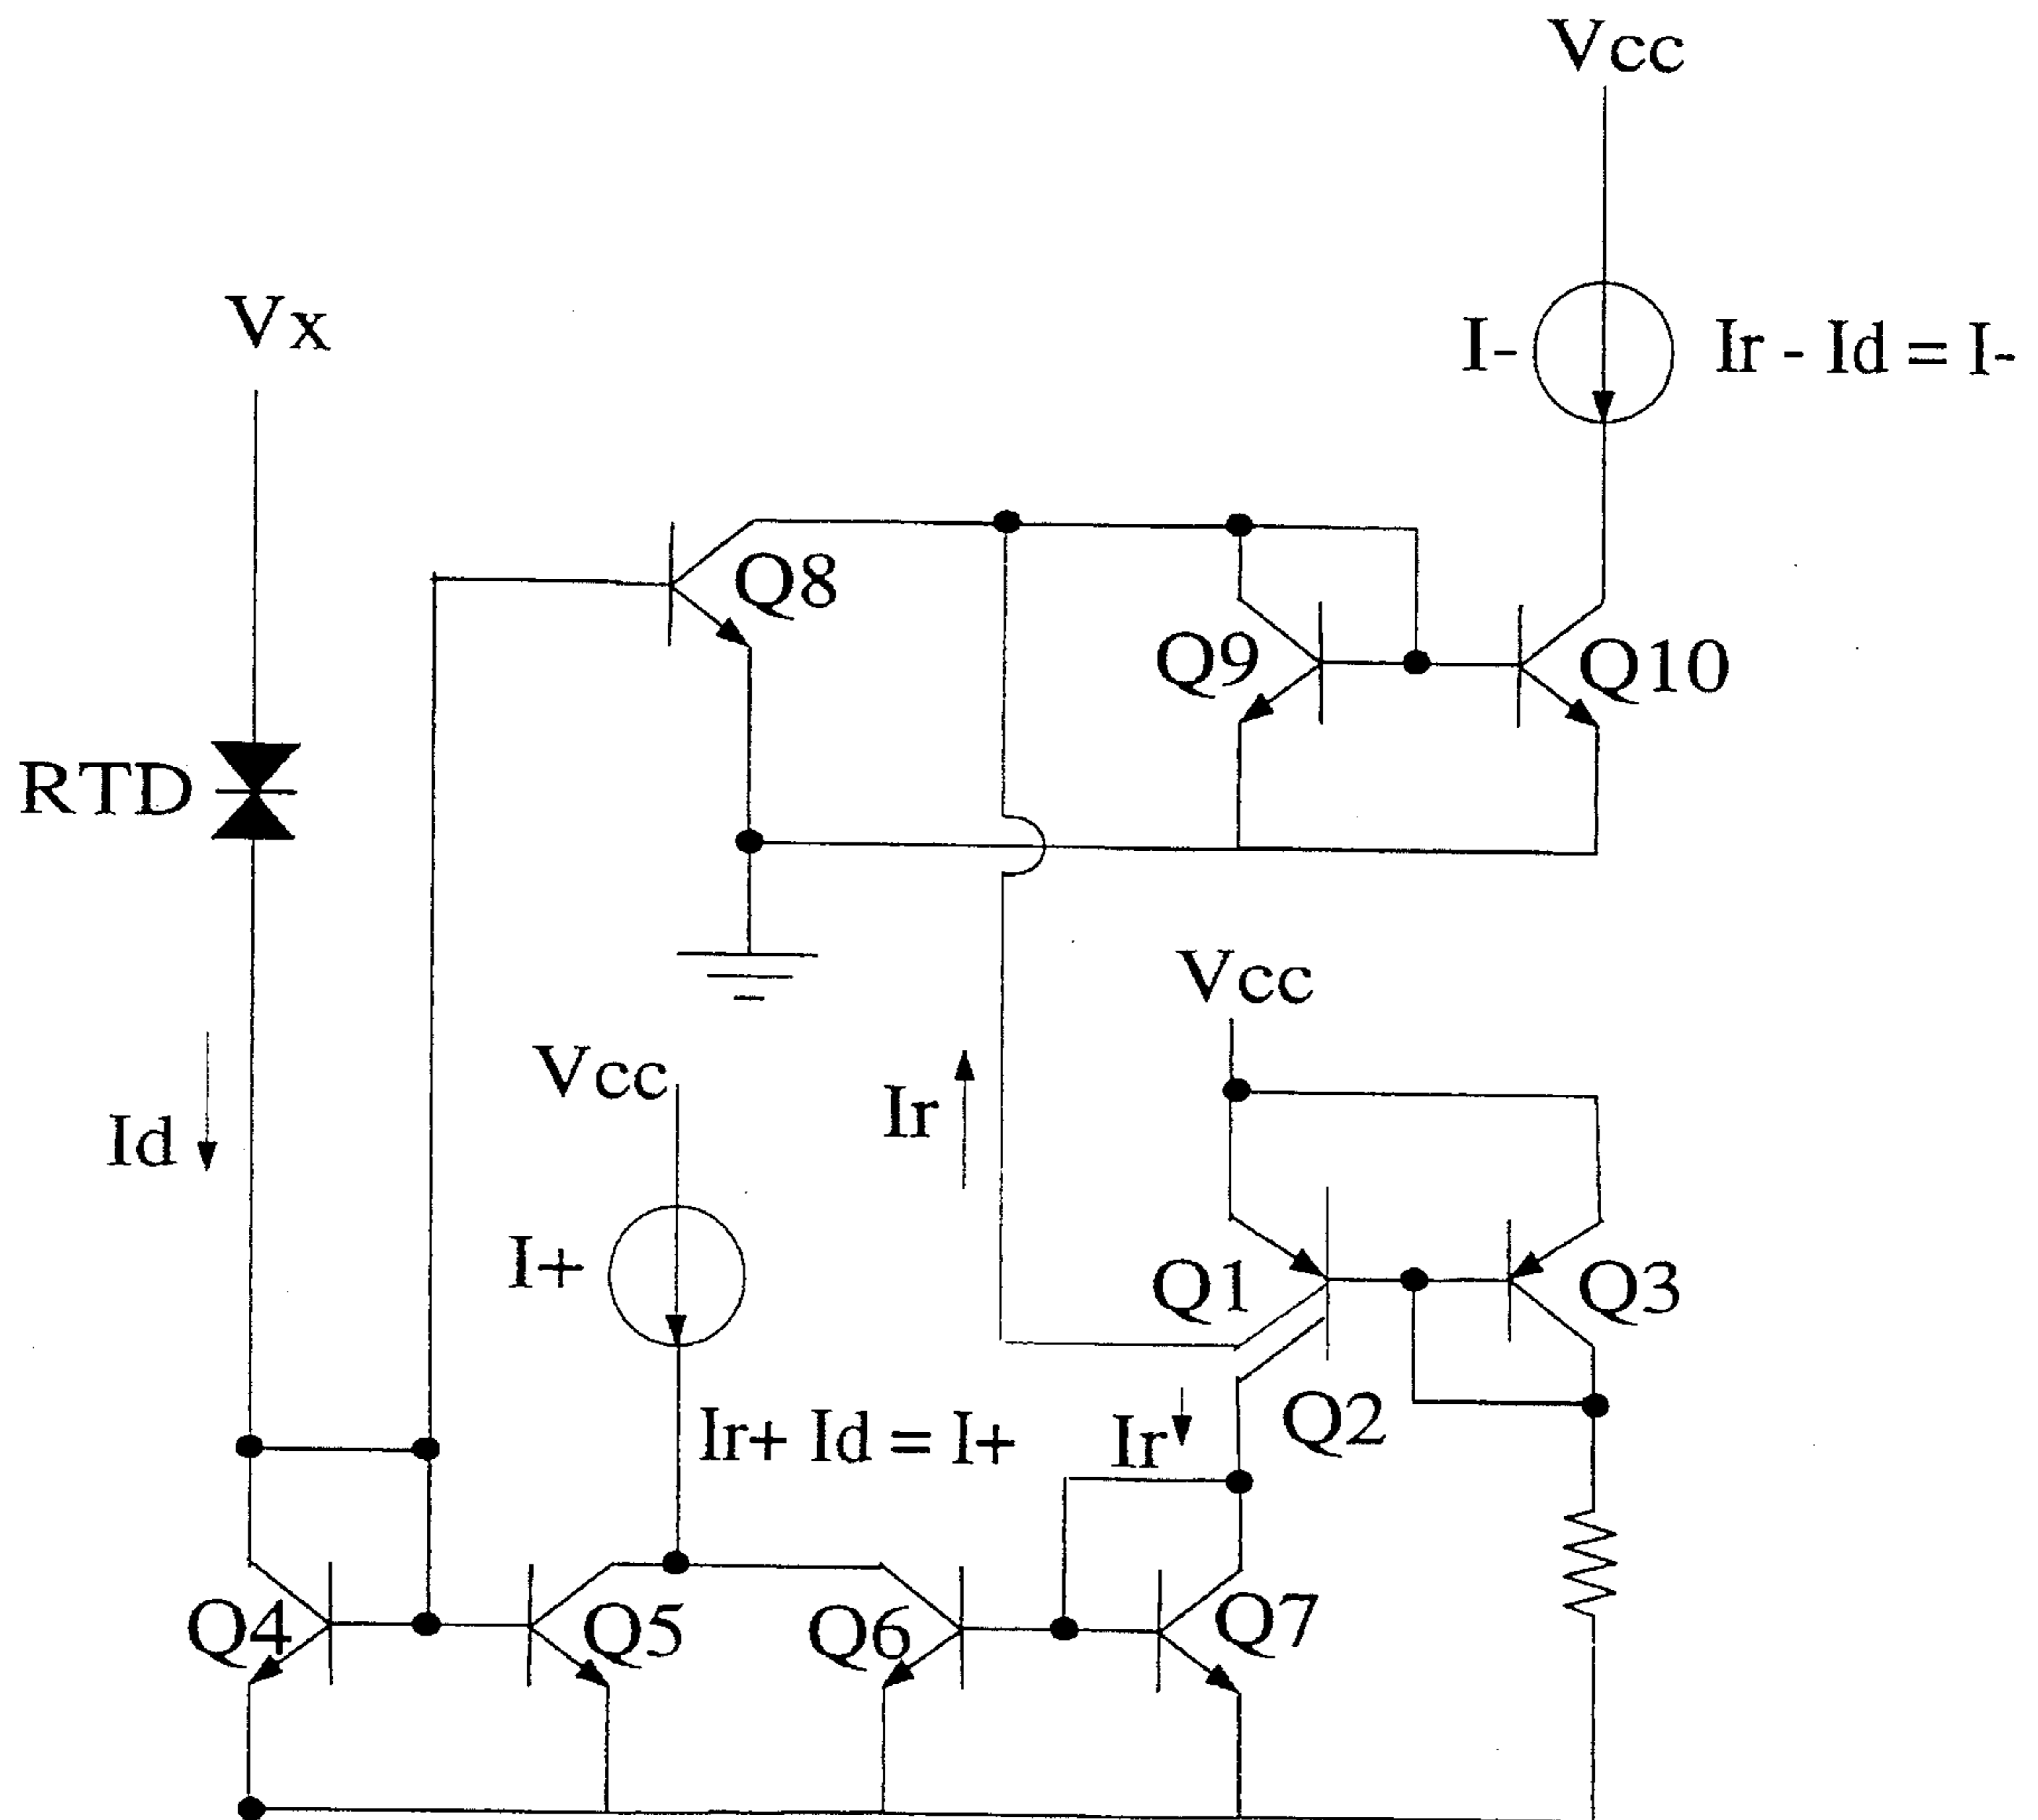 Vcc
Vx
I-
Ir - Id = I-
Q8
Q9
Q10
RTD
Vcc
Vcc
Ir
Id
I+
Q1
Q3
Ir+ Id = I+
Ir
Q2
Q4
Q5
Q6
Q7